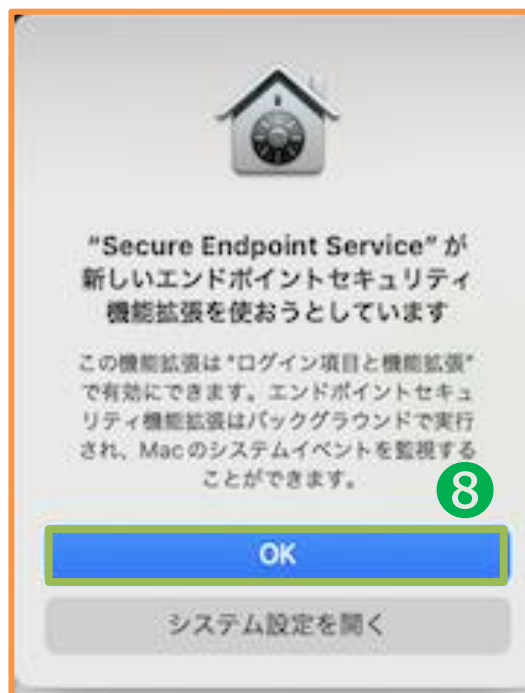 "Secure Endpoint Service"が
新しいエンドポイントセキュリティ
機能拡張を使おうとしています
この機能拡張は"ログイン項目と機能拡張"
で有効にできます。エンドポイントセキュ
リティ機能拡張はバックグラウンドで実行
され、Macのシステムイベントを監視する
ことができます。
8
OK
システム設定を開く